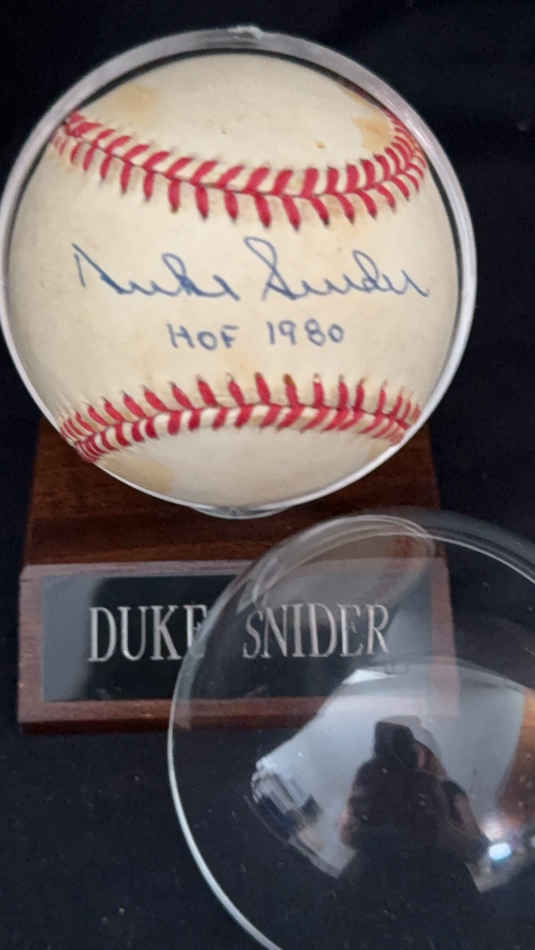 Duke Snider
HOF 1980
DUKE SNIDER